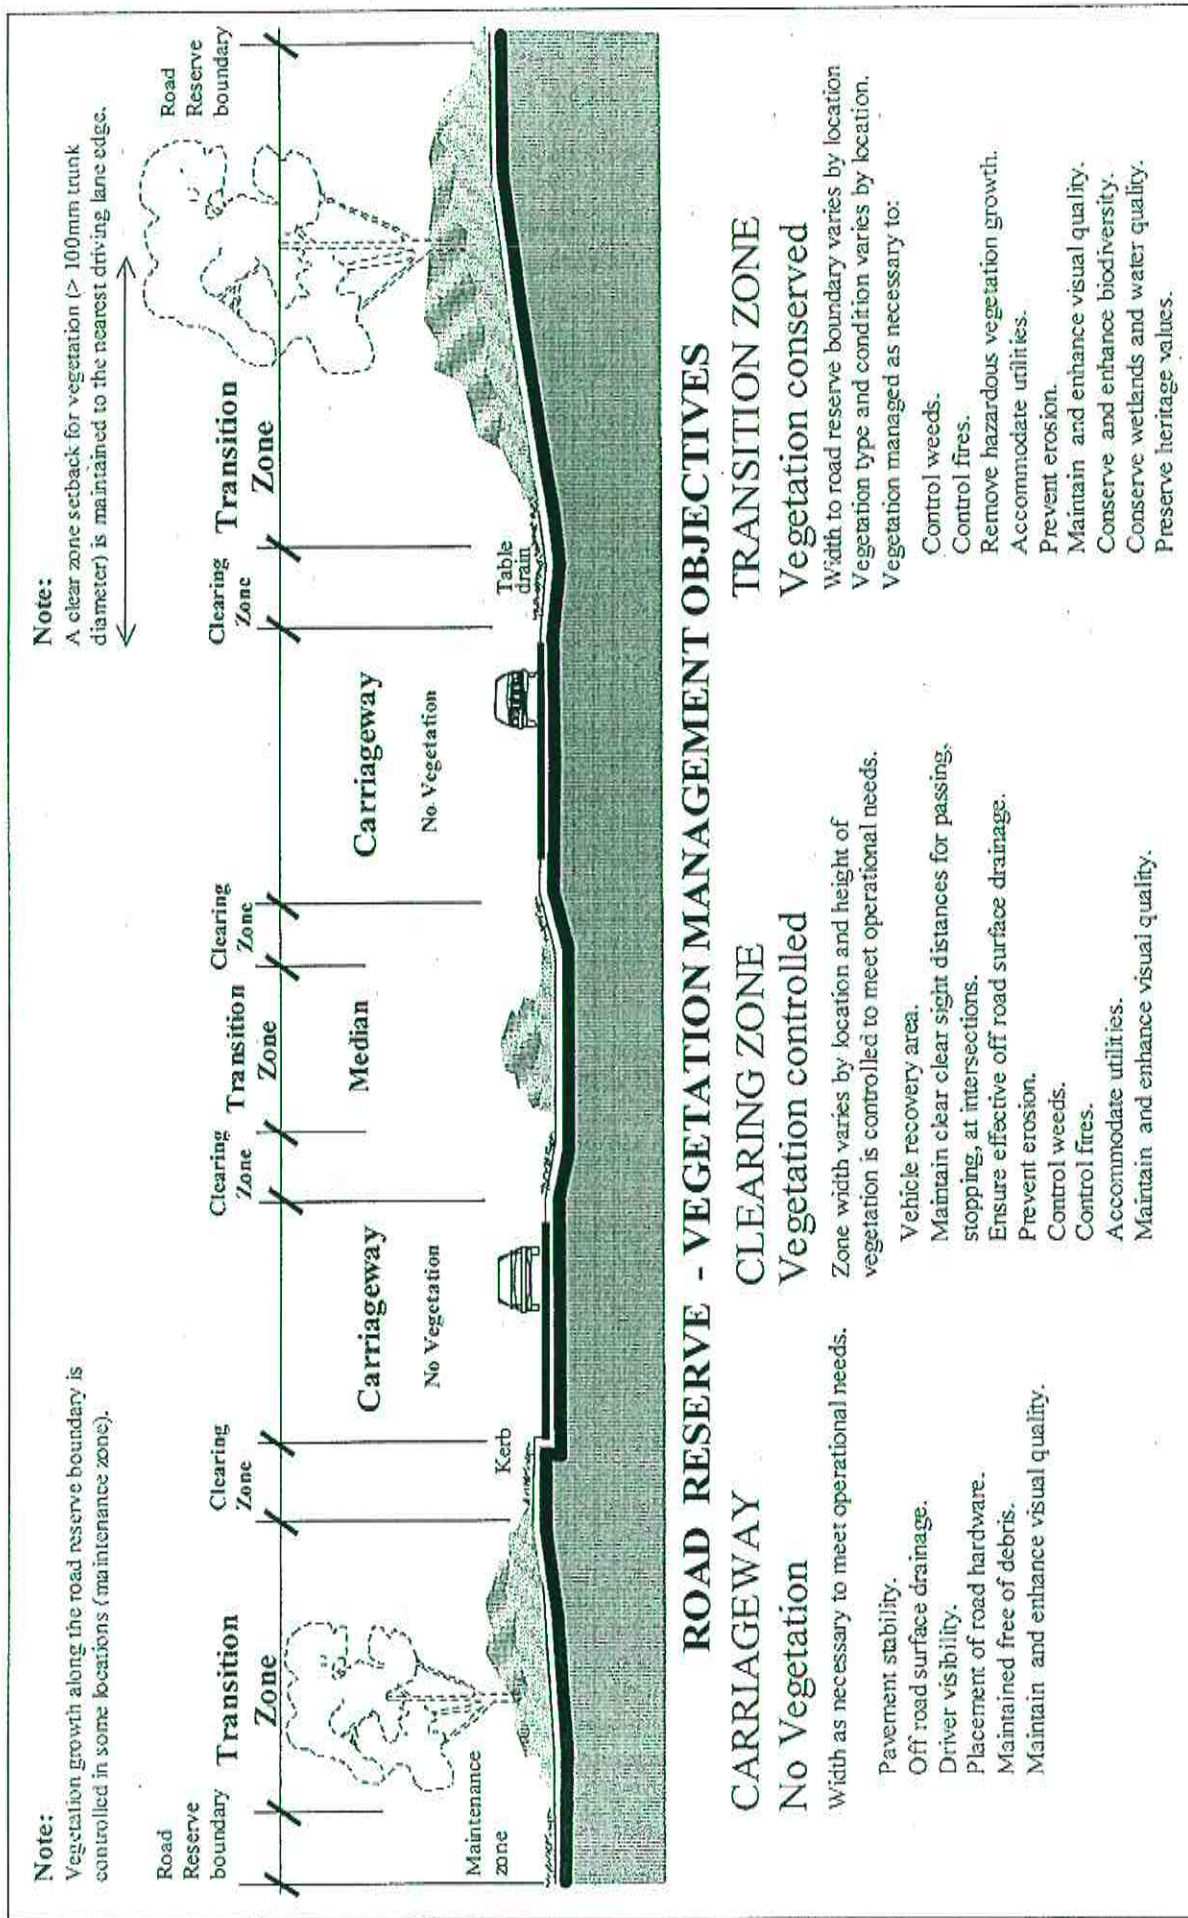 Note:
Vegetation growth along the road reserve boundary is
controlled in some locations (maintenance zone).
Note:
A clear zone setback for vegetation (> 100mm trunk
diameter) is maintained to the nearest driving lane edge.
Road
Reserve
boundary
Transition
Zone
Clearing
Zone
Carriageway
No Vegetation
Clearing
Zone
Transition
Zone
Median
Clearing
Zone
Carriageway
No Vegetation
Clearing
Zone
Transition
Zone
Road
Reserve
boundary
Maintenance
zone
Kerb
Table
drain
ROAD RESERVE - VEGETATION MANAGEMENT OBJECTIVES
CARRIAGEWAY
No Vegetation
Width as necessary to meet operational needs.
Pavement stability.
Off road surface drainage.
Driver visibility.
Placement of road hardware.
Maintained free of debris.
Maintain and enhance visual quality.
CLEARING ZONE
Vegetation controlled
Zone width varies by location and height of
vegetation is controlled to meet operational needs.
Vehicle recovery area.
Maintain clear clear sight distances for passing,
stopping, at intersections.
Ensure effective off road surface drainage.
Prevent erosion.
Control weeds.
Control fires.
Accommodate utilities.
Maintain and enhance visual quality.
TRANSITION ZONE
Vegetation conserved
Width to road reserve boundary varies by location
Vegetation type and condition varies by location.
Vegetation managed as necessary to:
Control weeds.
Control fires.
Remove hazardous vegetation growth.
Accommodate utilities.
Prevent erosion.
Maintain and enhance visual quality.
Conserve and enhance biodiversity.
Conserve wetlands and water quality.
Preserve heritage values.